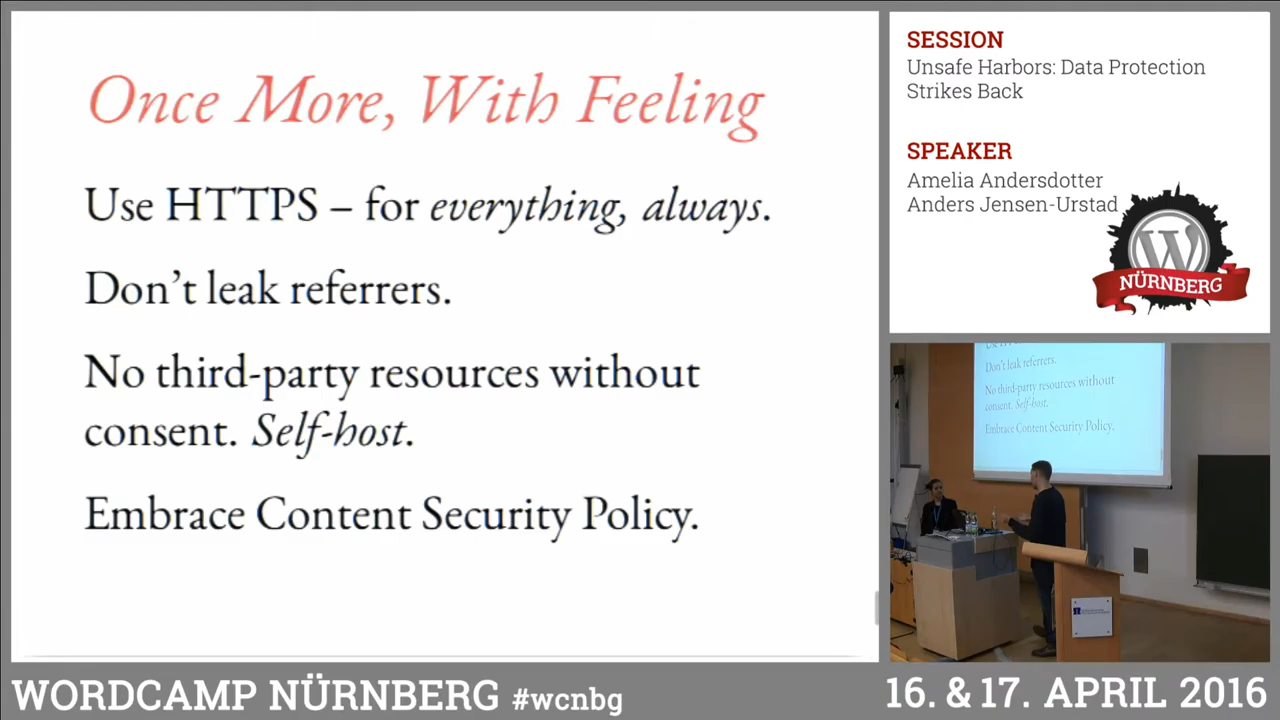 Once More, With Feeling
Use HTTPS – for everything, always.
Don’t leak referrers.
No third-party resources without
consent. Self-host.
Embrace Content Security Policy.
SESSION
Unsafe Harbors: Data Protection
Strikes Back
SPEAKER
Amelia Andersdotter
Anders Jensen-Urstad
W
NÜRNBERG
Don't leak referrers.
No third-party resources without
consent. Self-host.
Embrace Content Security Policy.
WORDCAMP NÜRNBERG #wcnbg
16. & 17. APRIL 2016